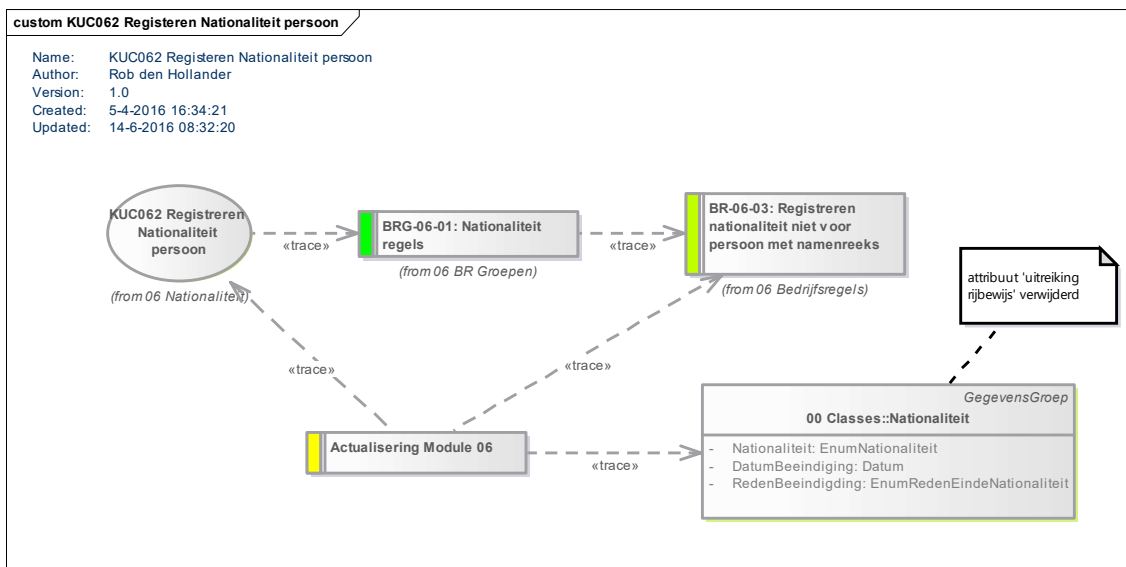 custom KUC062 Registeren Nationaliteit persoon
Name: KUC062 Registeren Nationaliteit persoon
Author: Rob den Hollander
Version: 1.0
Created: 5-4-2016 16:34:21
Updated: 14-6-2016 08:32:20
KUC062 Registreren
Nationaliteit
persoon
(from 06 Nationaliteit)
«trace»
BRG-06-01: Nationaliteit
regels
(from 06 BR Groepen)
«trace»
BR-06-03: Registreren
nationaliteit niet voor
persoon met namenreeks
(from 06 Bedrijfsregels)
attribuut 'uitreiking
rijbewijs' verwijderd
«trace»
«trace»
Actualisering Module 06
«trace»
GegevensGroep
00 Classes::Nationaliteit
- Nationaliteit: EnumNationaliteit
- DatumBeeindiging: Datum
- RedenBeeindigding: EnumRedenEindeNationaliteit